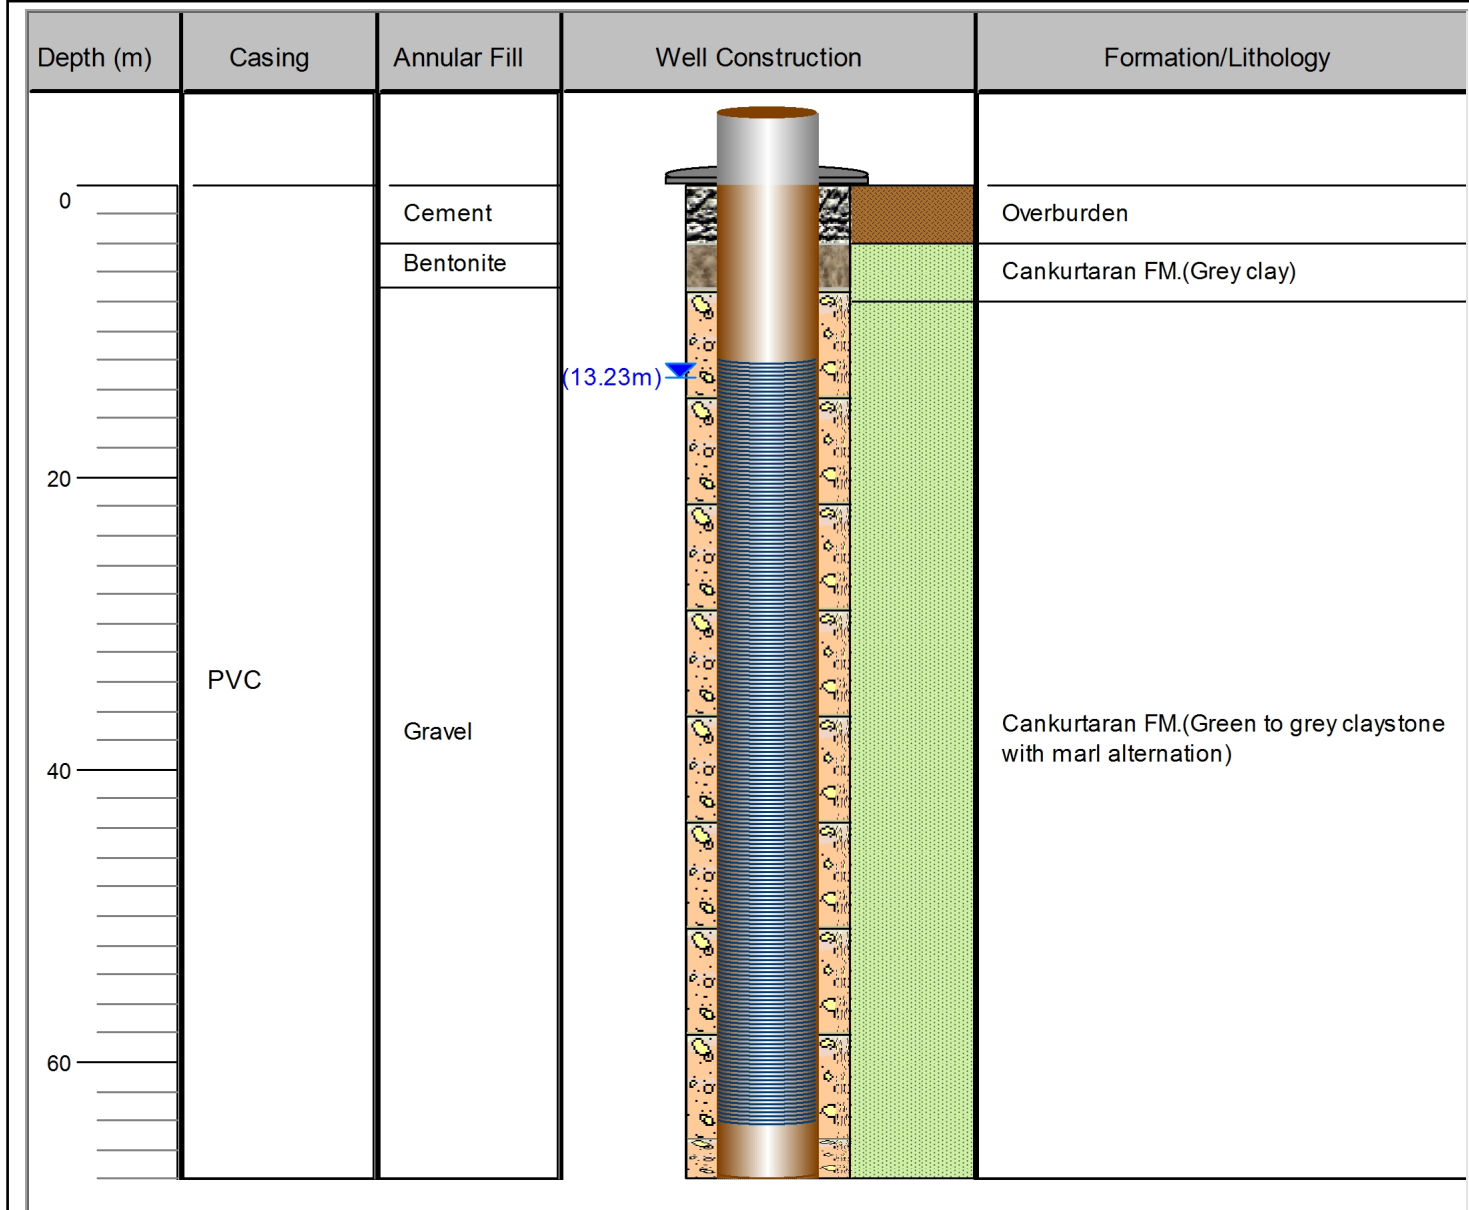 Depth (m)
Casing
Annular Fill
Well Construction
Formation/Lithology
0
Cement
Overburden
Bentonite
Cankurtaran FM.(Grey clay)
(13.23m)
20
PVC
Gravel
Cankurtaran FM.(Green to grey claystone
with marl alternation)
40
60